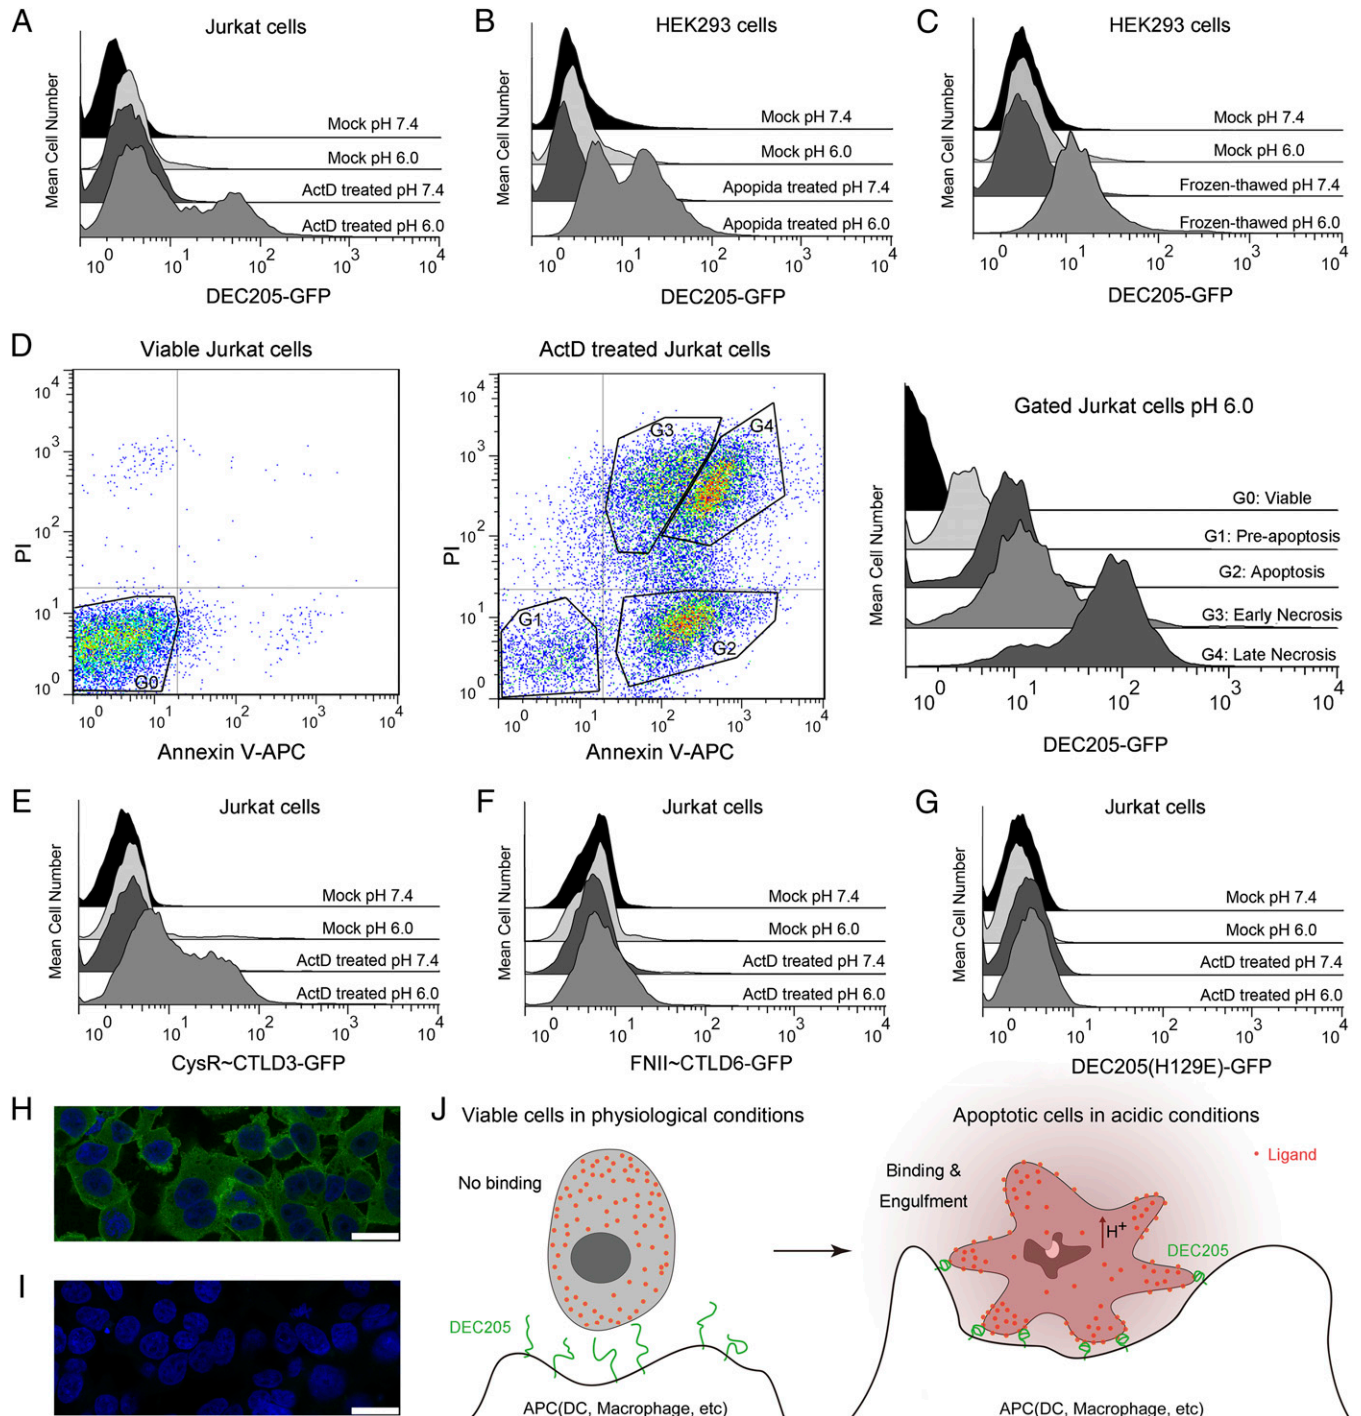 A
Jurkat cells
Mean Cell Number
Mock pH 7.4
Mock pH 6.0
ActD treated pH 7.4
ActD treated pH 6.0
10^0 10^1 10^2 10^3 10^4
DEC205-GFP
B
HEK293 cells
Mean Cell Number
Mock pH 7.4
Mock pH 6.0
Apopida treated pH 7.4
Apopida treated pH 6.0
10^0 10^1 10^2 10^3 10^4
DEC205-GFP
C
HEK293 cells
Mean Cell Number
Mock pH 7.4
Mock pH 6.0
Frozen-thawed pH 7.4
Frozen-thawed pH 6.0
10^0 10^1 10^2 10^3 10^4
DEC205-GFP
D
Viable Jurkat cells
PI
10^4
10^3
10^2
10^1
10^0
G0
10^0 10^1 10^2 10^3 10^4
Annexin V-APC
ActD treated Jurkat cells
PI
10^4
10^3
10^2
10^1
10^0
G3
G4
G1
G2
10^0 10^1 10^2 10^3 10^4
Annexin V-APC
Gated Jurkat cells pH 6.0
Mean Cell Number
G0: Viable
G1: Pre-apoptosis
G2: Apoptosis
G3: Early Necrosis
G4: Late Necrosis
10^0 10^1 10^2 10^3 10^4
DEC205-GFP
E
Jurkat cells
Mean Cell Number
Mock pH 7.4
Mock pH 6.0
ActD treated pH 7.4
ActD treated pH 6.0
10^0 10^1 10^2 10^3 10^4
CysR~CTLD3-GFP
F
Jurkat cells
Mean Cell Number
Mock pH 7.4
Mock pH 6.0
ActD treated pH 7.4
ActD treated pH 6.0
10^0 10^1 10^2 10^3 10^4
FNII~CTLD6-GFP
G
Jurkat cells
Mean Cell Number
Mock pH 7.4
Mock pH 6.0
ActD treated pH 7.4
ActD treated pH 6.0
10^0 10^1 10^2 10^3 10^4
DEC205(H129E)-GFP
H
I
J
Viable cells in physiological conditions
No binding
DEC205
APC(DC, Macrophage, etc)
Apoptotic cells in acidic conditions
Ligand
Binding &
Engulfment
H+
DEC205
APC(DC, Macrophage, etc)